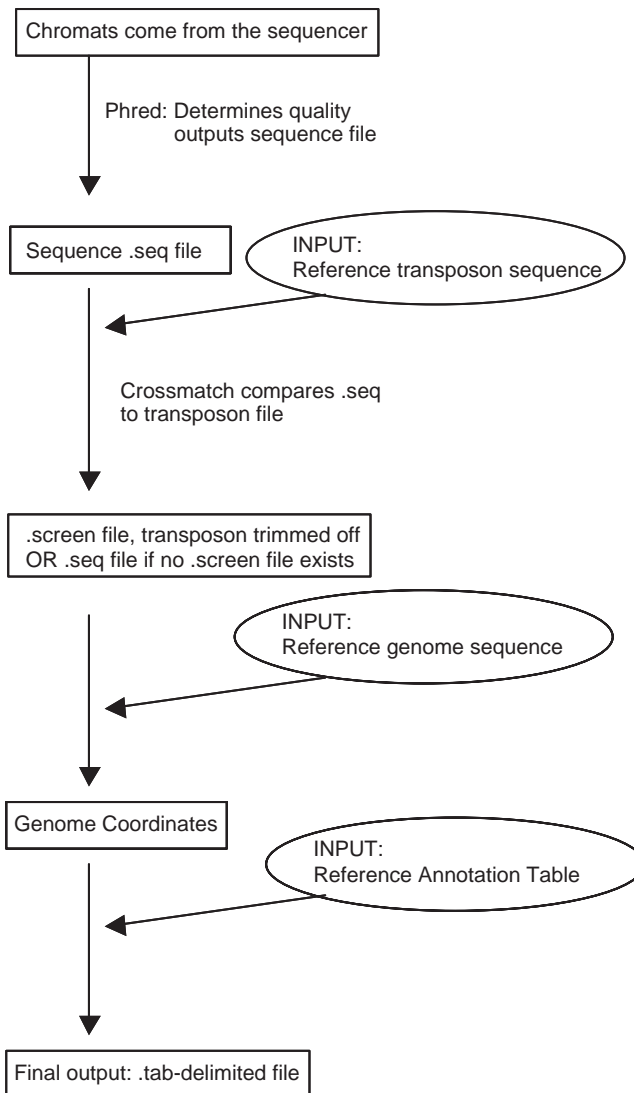 Chromats come from the sequencer
Phred: Determines quality
outputs sequence file
Sequence .seq file
INPUT:
Reference transposon sequence
Crossmatch compares .seq
to transposon file
.screen file, transposon trimmed off
OR .seq file if no .screen file exists
INPUT:
Reference genome sequence
Genome Coordinates
INPUT:
Reference Annotation Table
Final output: .tab-delimited file